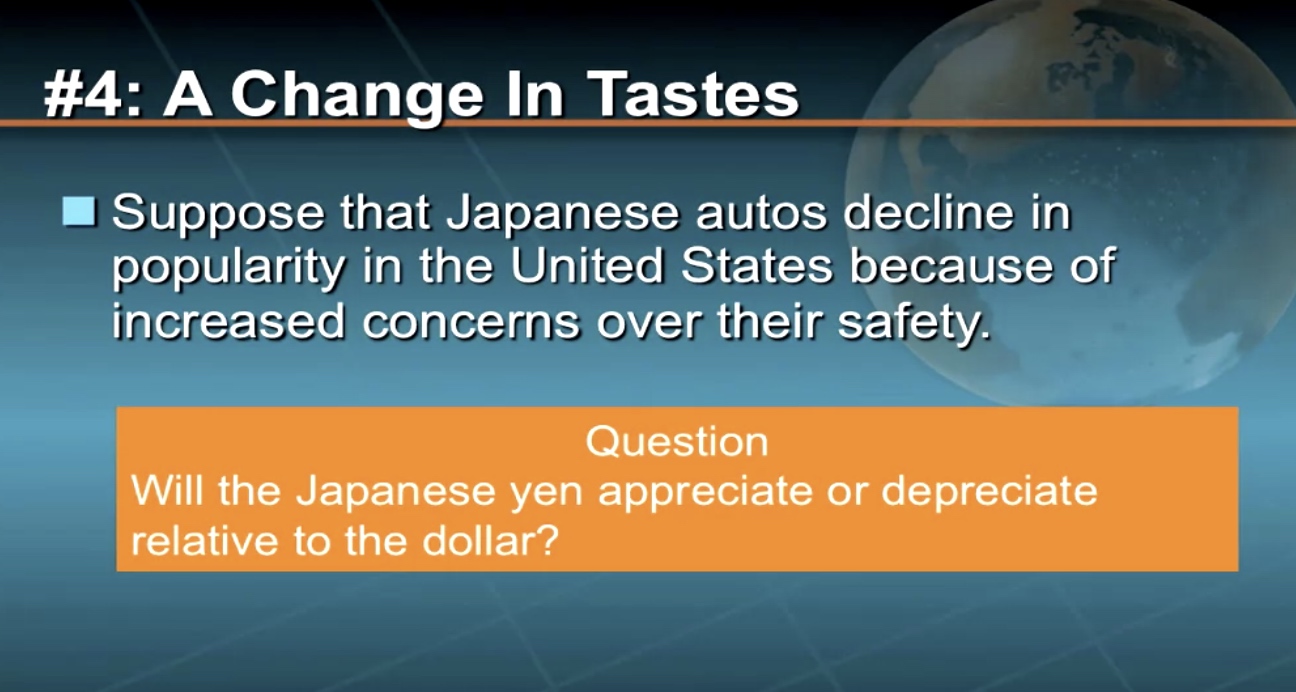 #4: A Change In Tastes
Suppose that Japanese autos decline in
popularity in the United States because of
increased concerns over their safety.
Question
Will the Japanese yen appreciate or depreciate
relative to the dollar?